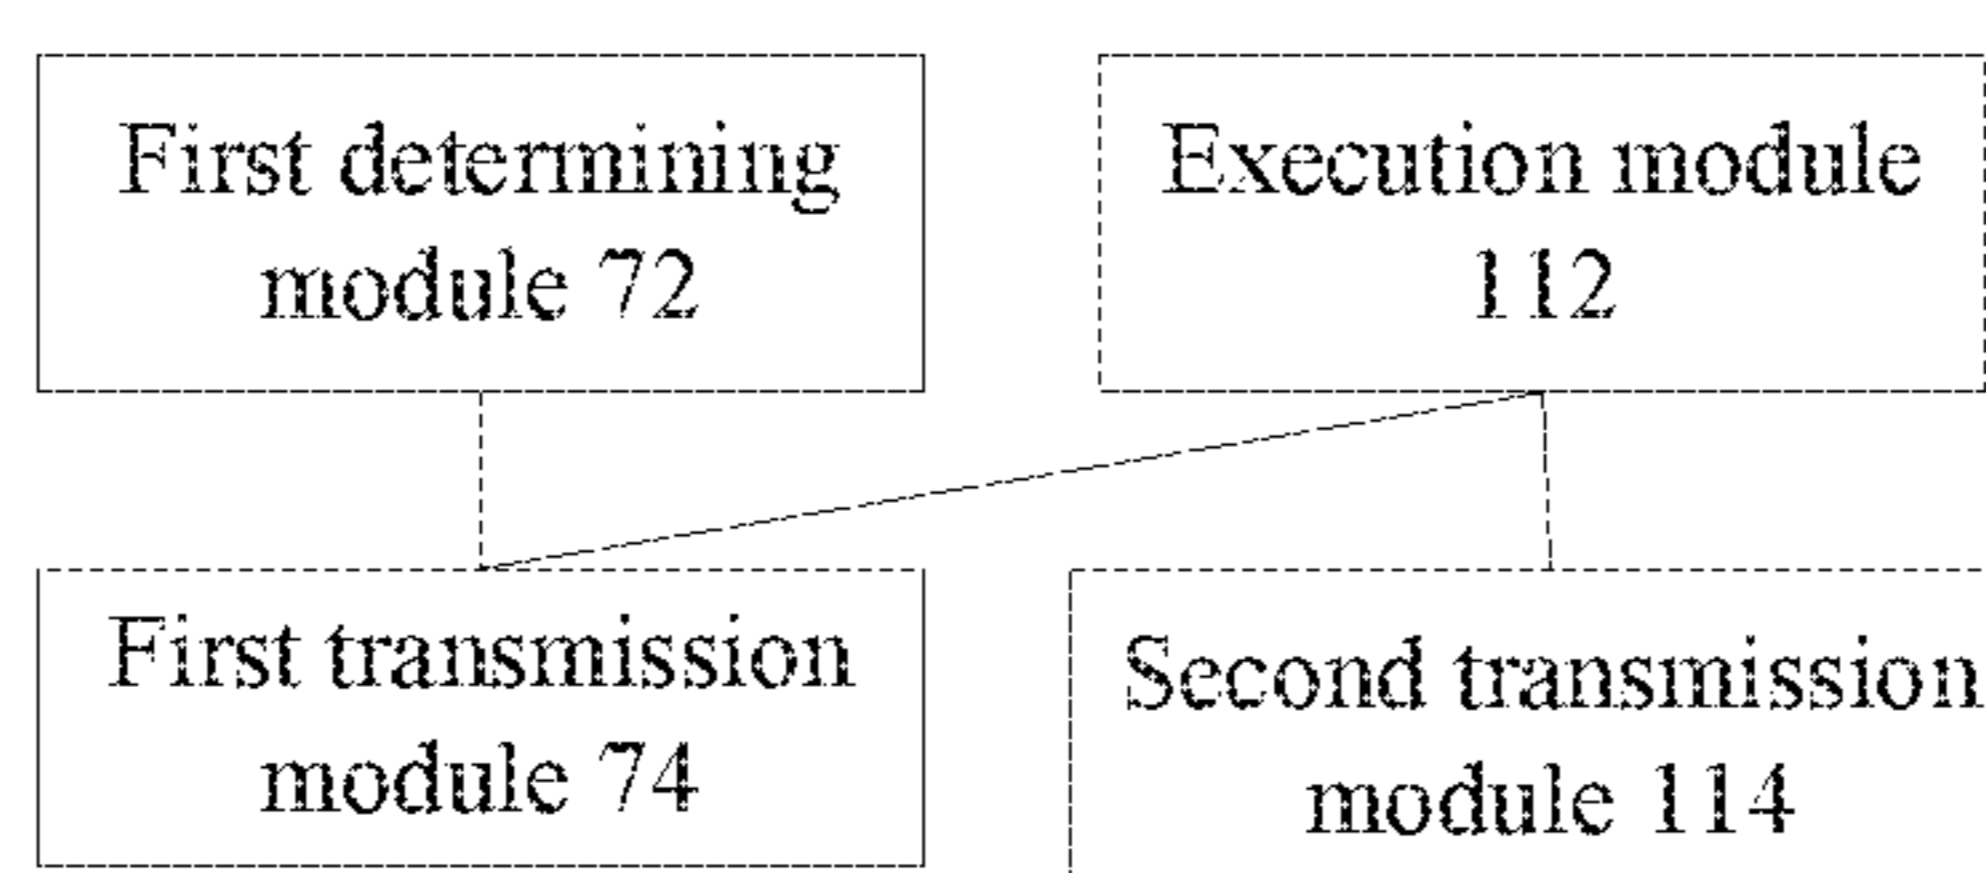 First determining
module 72
Execution module
112
First transmission
module 74
Second transmission
module 114